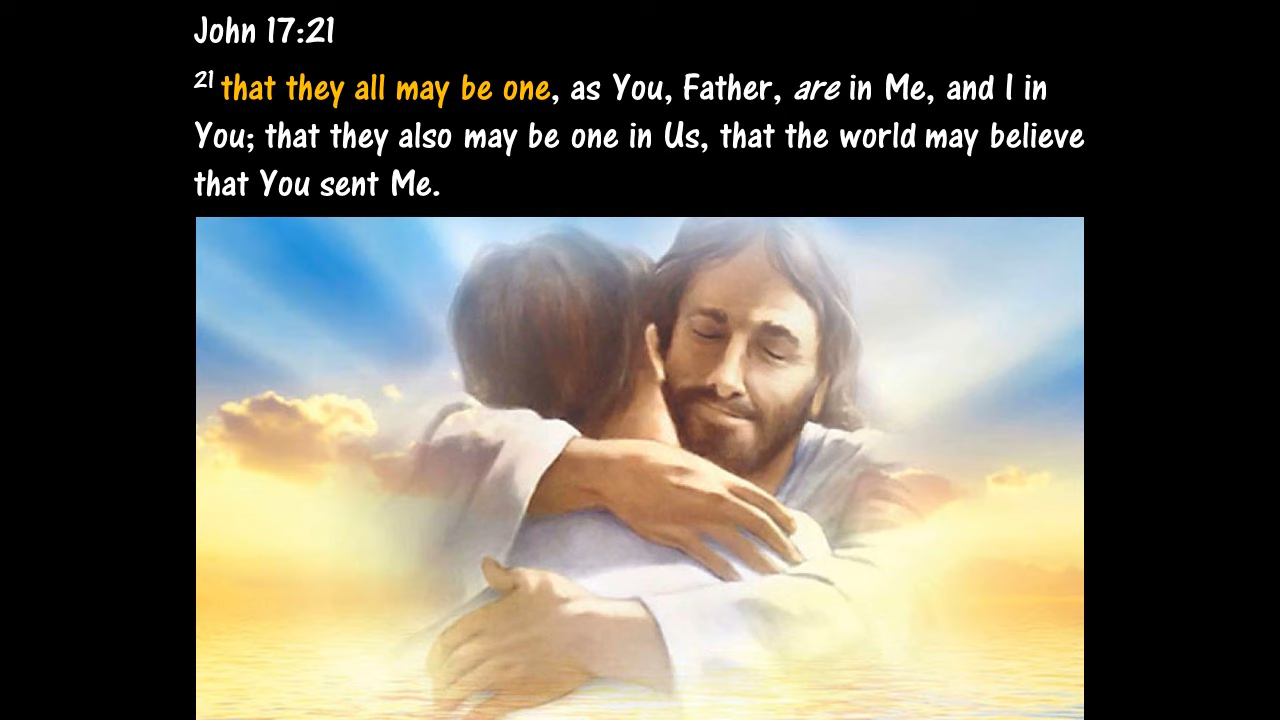 John 17:21
21 that they all may be one, as You, Father, are in Me, and I in
You; that they also may be one in Us, that the world may believe
that You sent Me.